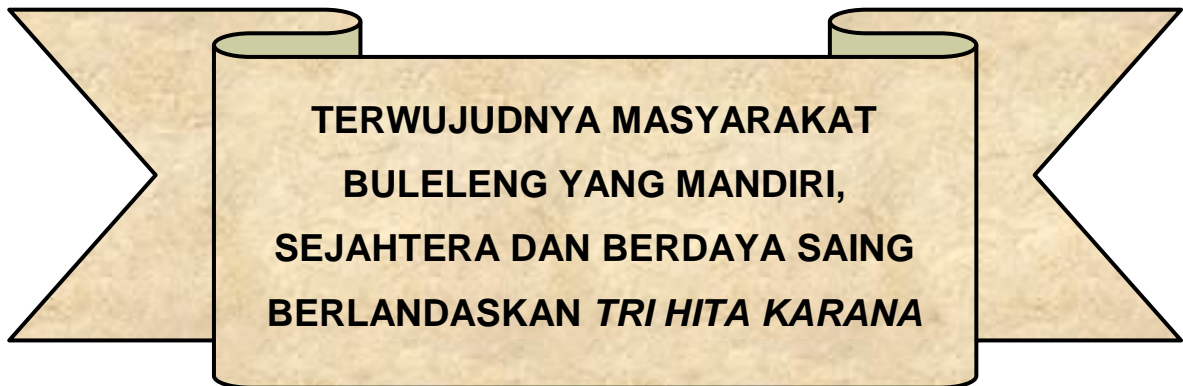 TERWUJUDNYA MASYARAKAT
BULELENG YANG MANDIRI,
SEJAHTERA DAN BERDAYA SAING
BERLANDASKAN TRI HITA KARANA